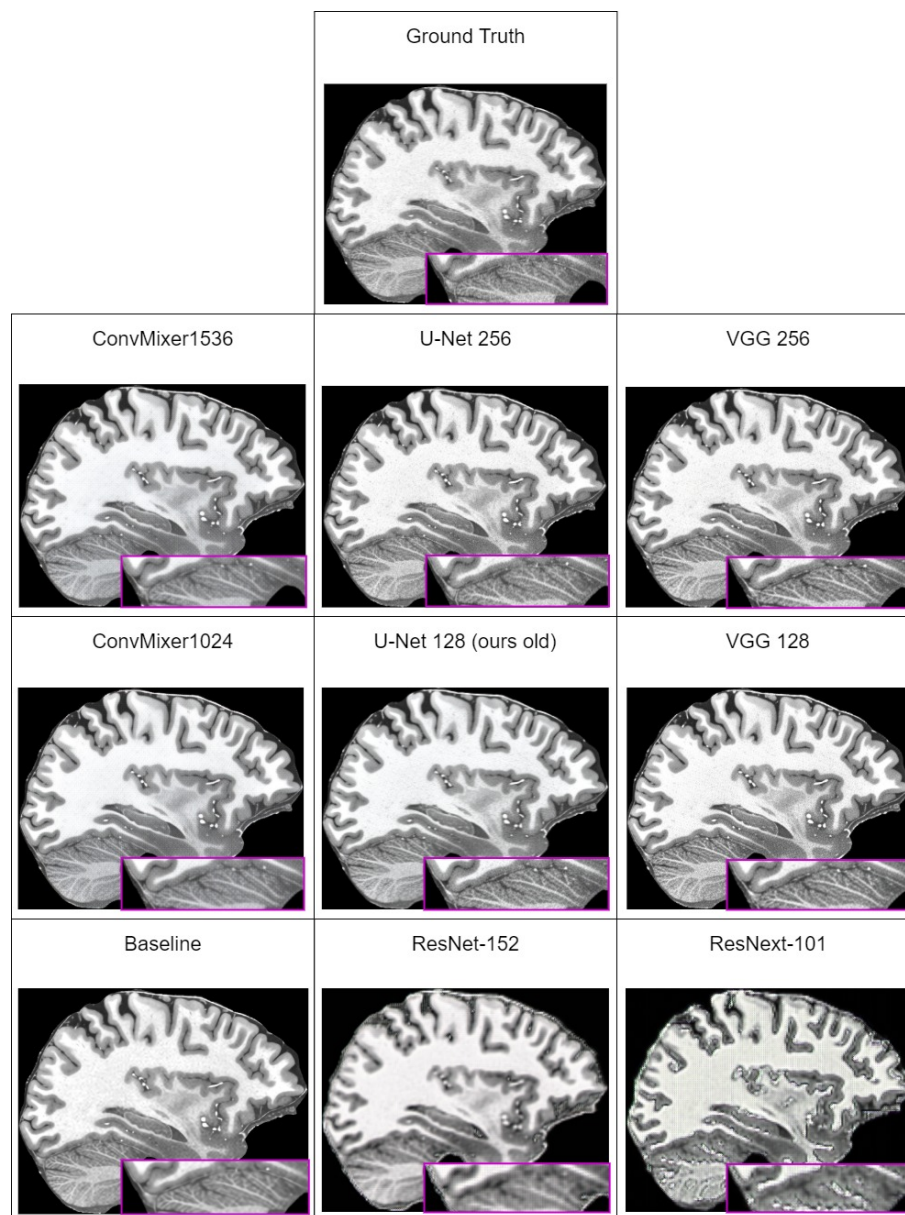 Ground Truth
ConvMixer1536
U-Net 256
VGG 256
ConvMixer1024
U-Net 128 (ours old)
VGG 128
Baseline
ResNet-152
ResNext-101